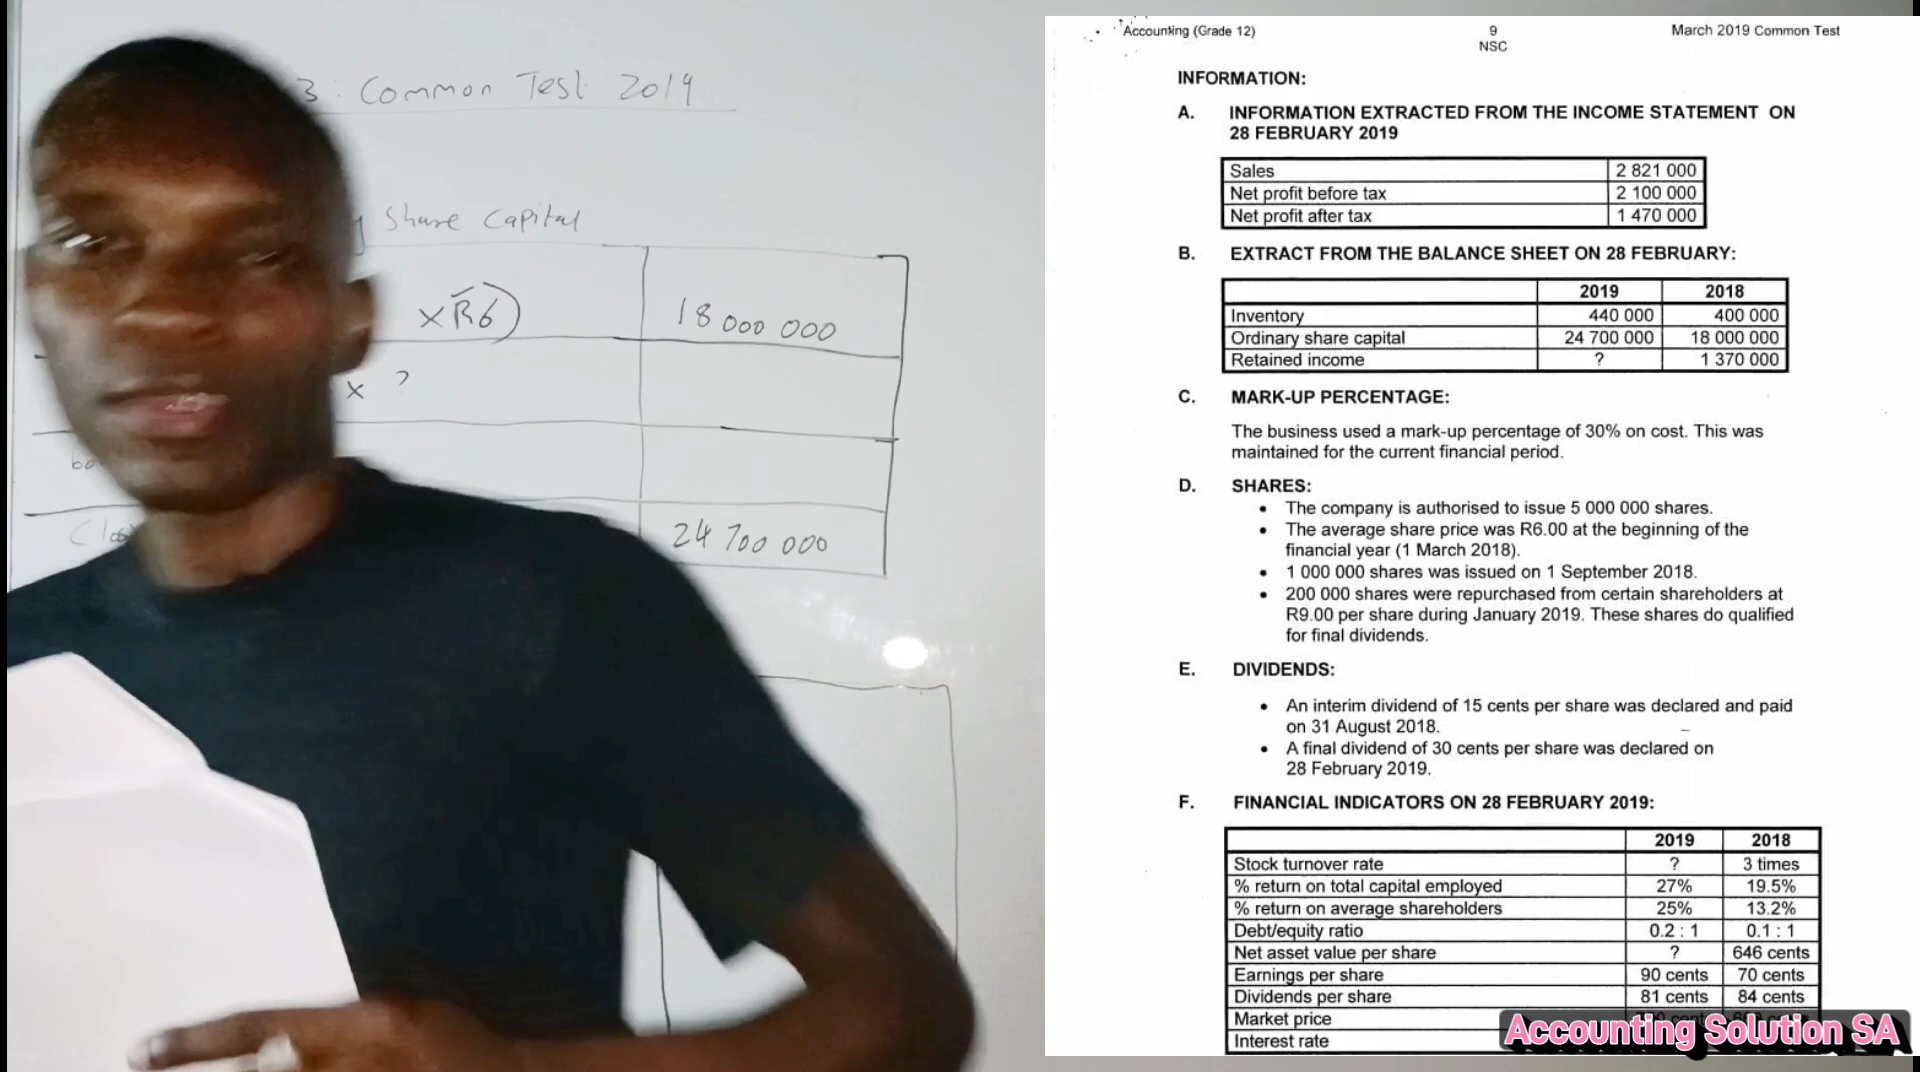 3 : Common Test 2019
Share Capital
x R6)
18 000 000
x ?
24 700 000
Accounting (Grade 12)
9
March 2019 Common Test
NSC
INFORMATION:
A. INFORMATION EXTRACTED FROM THE INCOME STATEMENT ON
28 FEBRUARY 2019
Sales 2 821 000
Net profit before tax 2 100 000
Net profit after tax 1 470 000
B. EXTRACT FROM THE BALANCE SHEET ON 28 FEBRUARY:
2019 2018
Inventory 440 000 400 000
Ordinary share capital 24 700 000 18 000 000
Retained income ? 1 370 000
C. MARK-UP PERCENTAGE:
The business used a mark-up percentage of 30% on cost. This was
maintained for the current financial period.
D. SHARES:
• The company is authorised to issue 5 000 000 shares.
• The average share price was R6.00 at the beginning of the
financial year (1 March 2018).
• 1 000 000 shares was issued on 1 September 2018.
• 200 000 shares were repurchased from certain shareholders at
R9.00 per share during January 2019. These shares do qualified
for final dividends.
E. DIVIDENDS:
• An interim dividend of 15 cents per share was declared and paid
on 31 August 2018.
• A final dividend of 30 cents per share was declared on
28 February 2019.
F. FINANCIAL INDICATORS ON 28 FEBRUARY 2019:
2019 2018
Stock turnover rate ? 3 times
% return on total capital employed 27% 19.5%
% return on average shareholders 25% 13.2%
Debt/equity ratio 0.2 : 1 0.1 : 1
Net asset value per share ? 646 cents
Earnings per share 90 cents 70 cents
Dividends per share 81 cents 84 cents
Market price
Interest rate
Accounting Solution SA